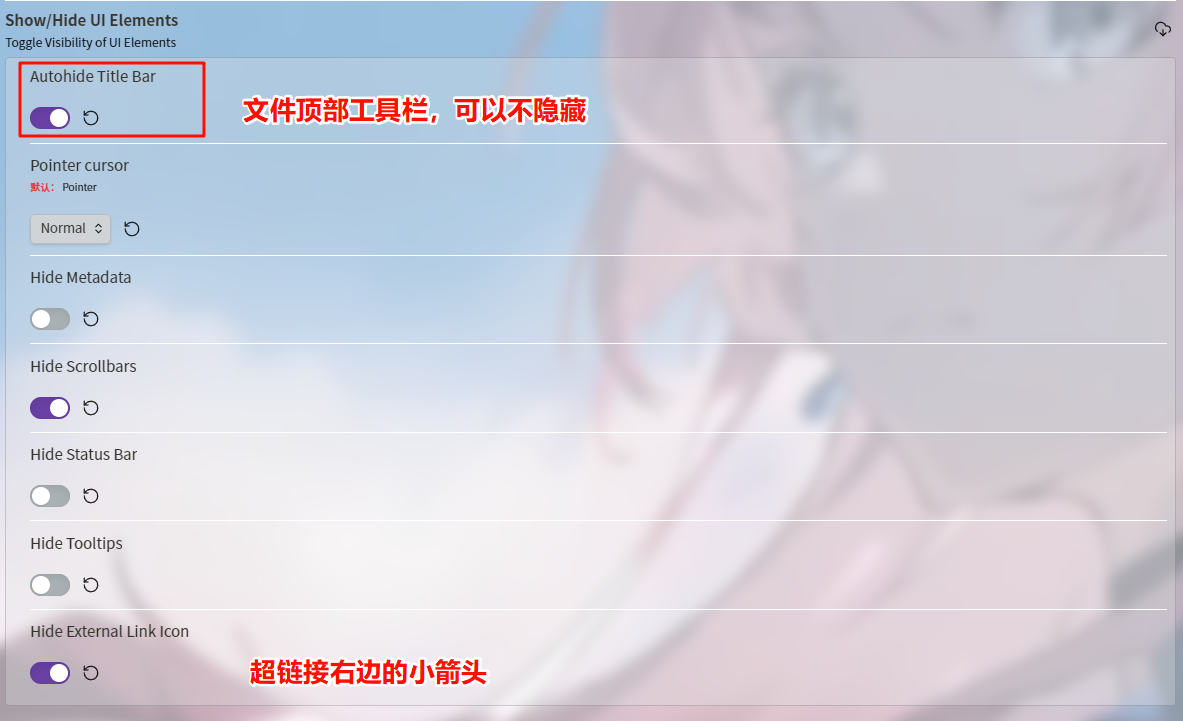 Show/Hide UI Elements
Toggle Visibility of UI Elements
Autohide Title Bar
文件顶部工具栏，可以不隐藏
Pointer cursor
默认： Pointer
Normal
Hide Metadata
Hide Scrollbars
Hide Status Bar
Hide Tooltips
Hide External Link Icon
超链接右边的小箭头